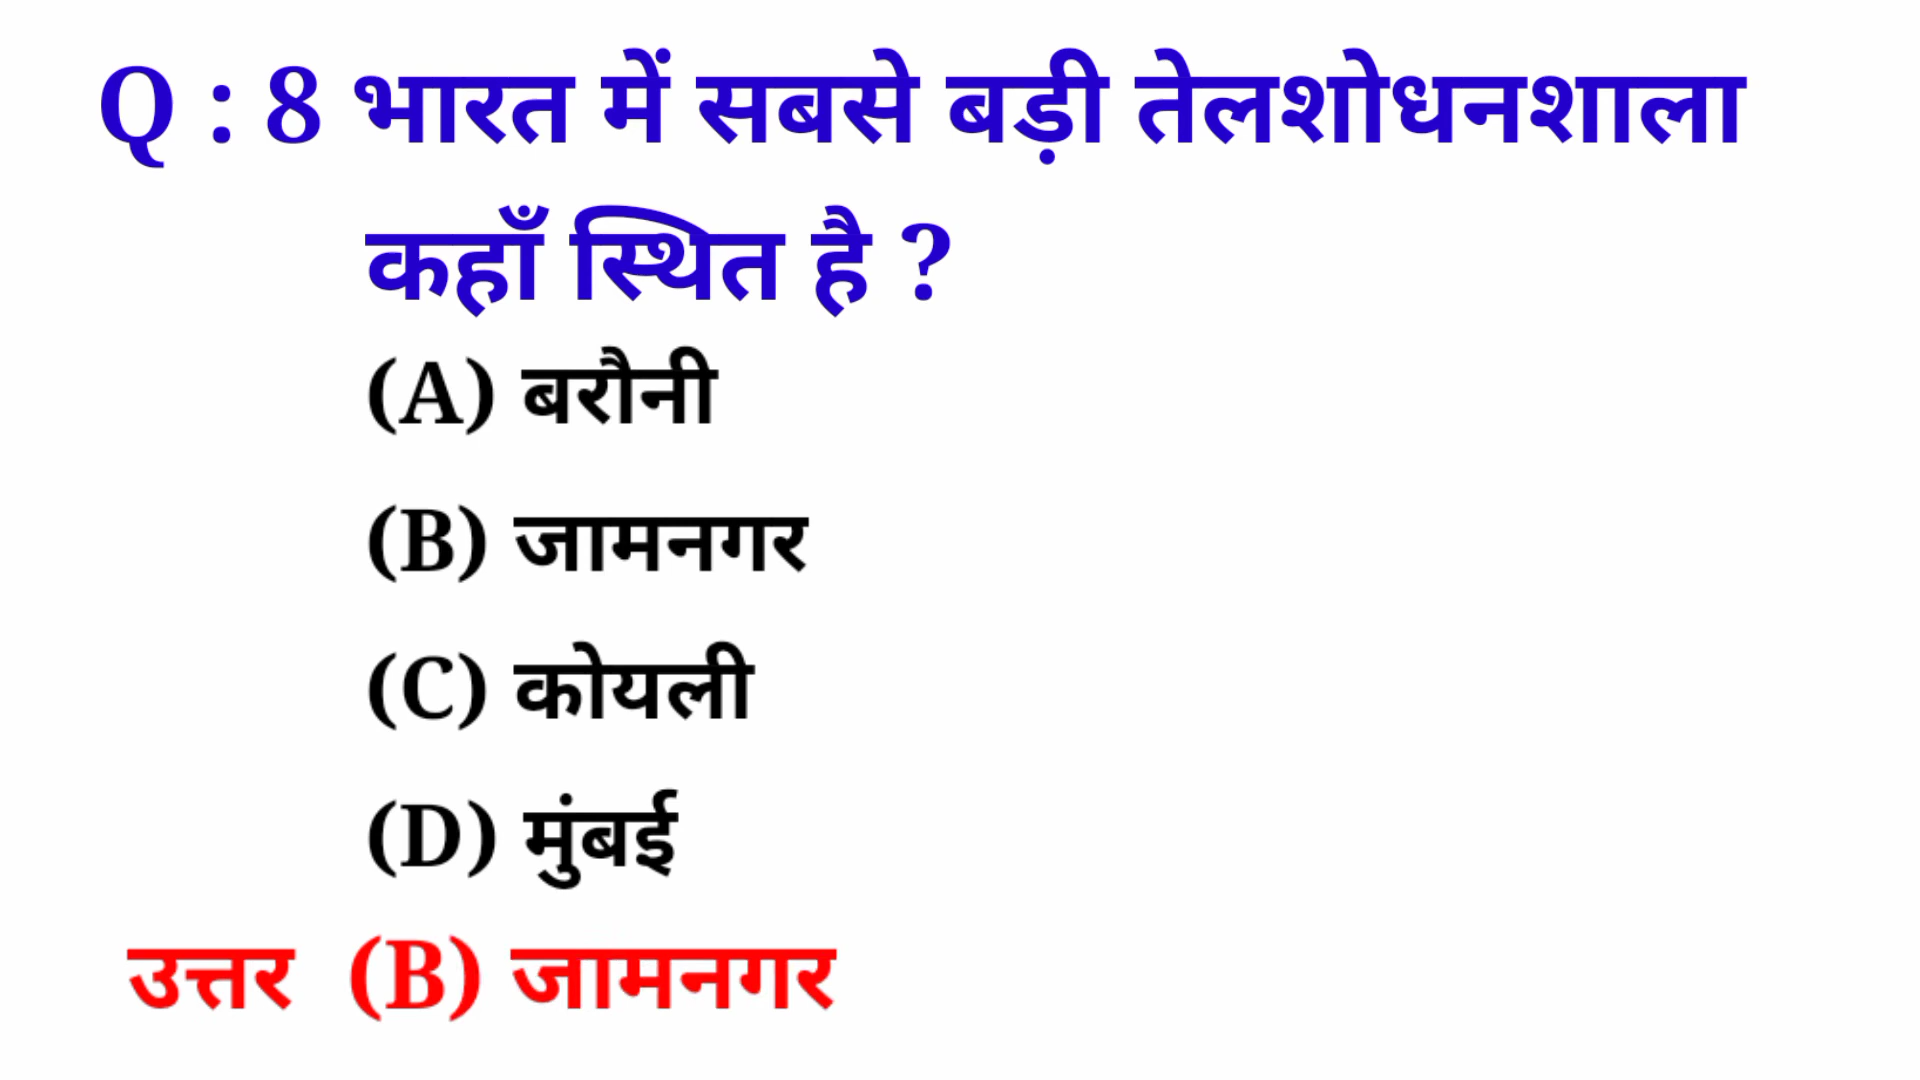 Q : 8 भारत में सबसे बड़ी तेलशोधनशाला
कहाँ स्थित है ?
(A) बरौनी
(B) जामनगर
(C) कोयली
(D) मुंबई
उत्तर (B) जामनगर